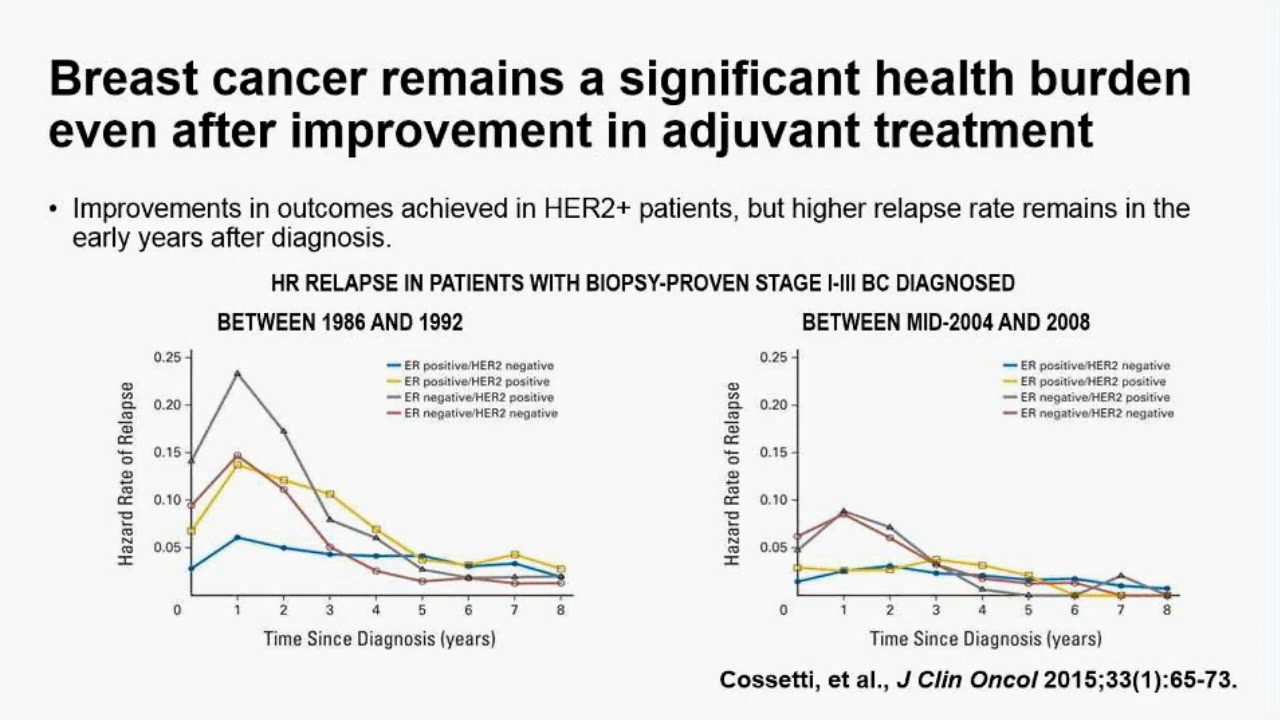 Breast cancer remains a significant health burden
even after improvement in adjuvant treatment
• Improvements in outcomes achieved in HER2+ patients, but higher relapse rate remains in the
early years after diagnosis.
HR RELAPSE IN PATIENTS WITH BIOPSY-PROVEN STAGE I-III BC DIAGNOSED
BETWEEN 1986 AND 1992
Hazard Rate of Relapse
0.25
0.20
0.15
0.10
0.05
ER positive/HER2 negative
ER positive/HER2 positive
ER negative/HER2 positive
ER negative/HER2 negative
0 1 2 3 4 5 6 7 8
Time Since Diagnosis (years)
BETWEEN MID-2004 AND 2008
Hazard Rate of Relapse
0.25
0.20
0.15
0.10
0.05
ER positive/HER2 negative
ER positive/HER2 positive
ER negative/HER2 positive
ER negative/HER2 negative
0 1 2 3 4 5 6 7 8
Time Since Diagnosis (years)
Cossetti, et al., J Clin Oncol 2015;33(1):65-73.